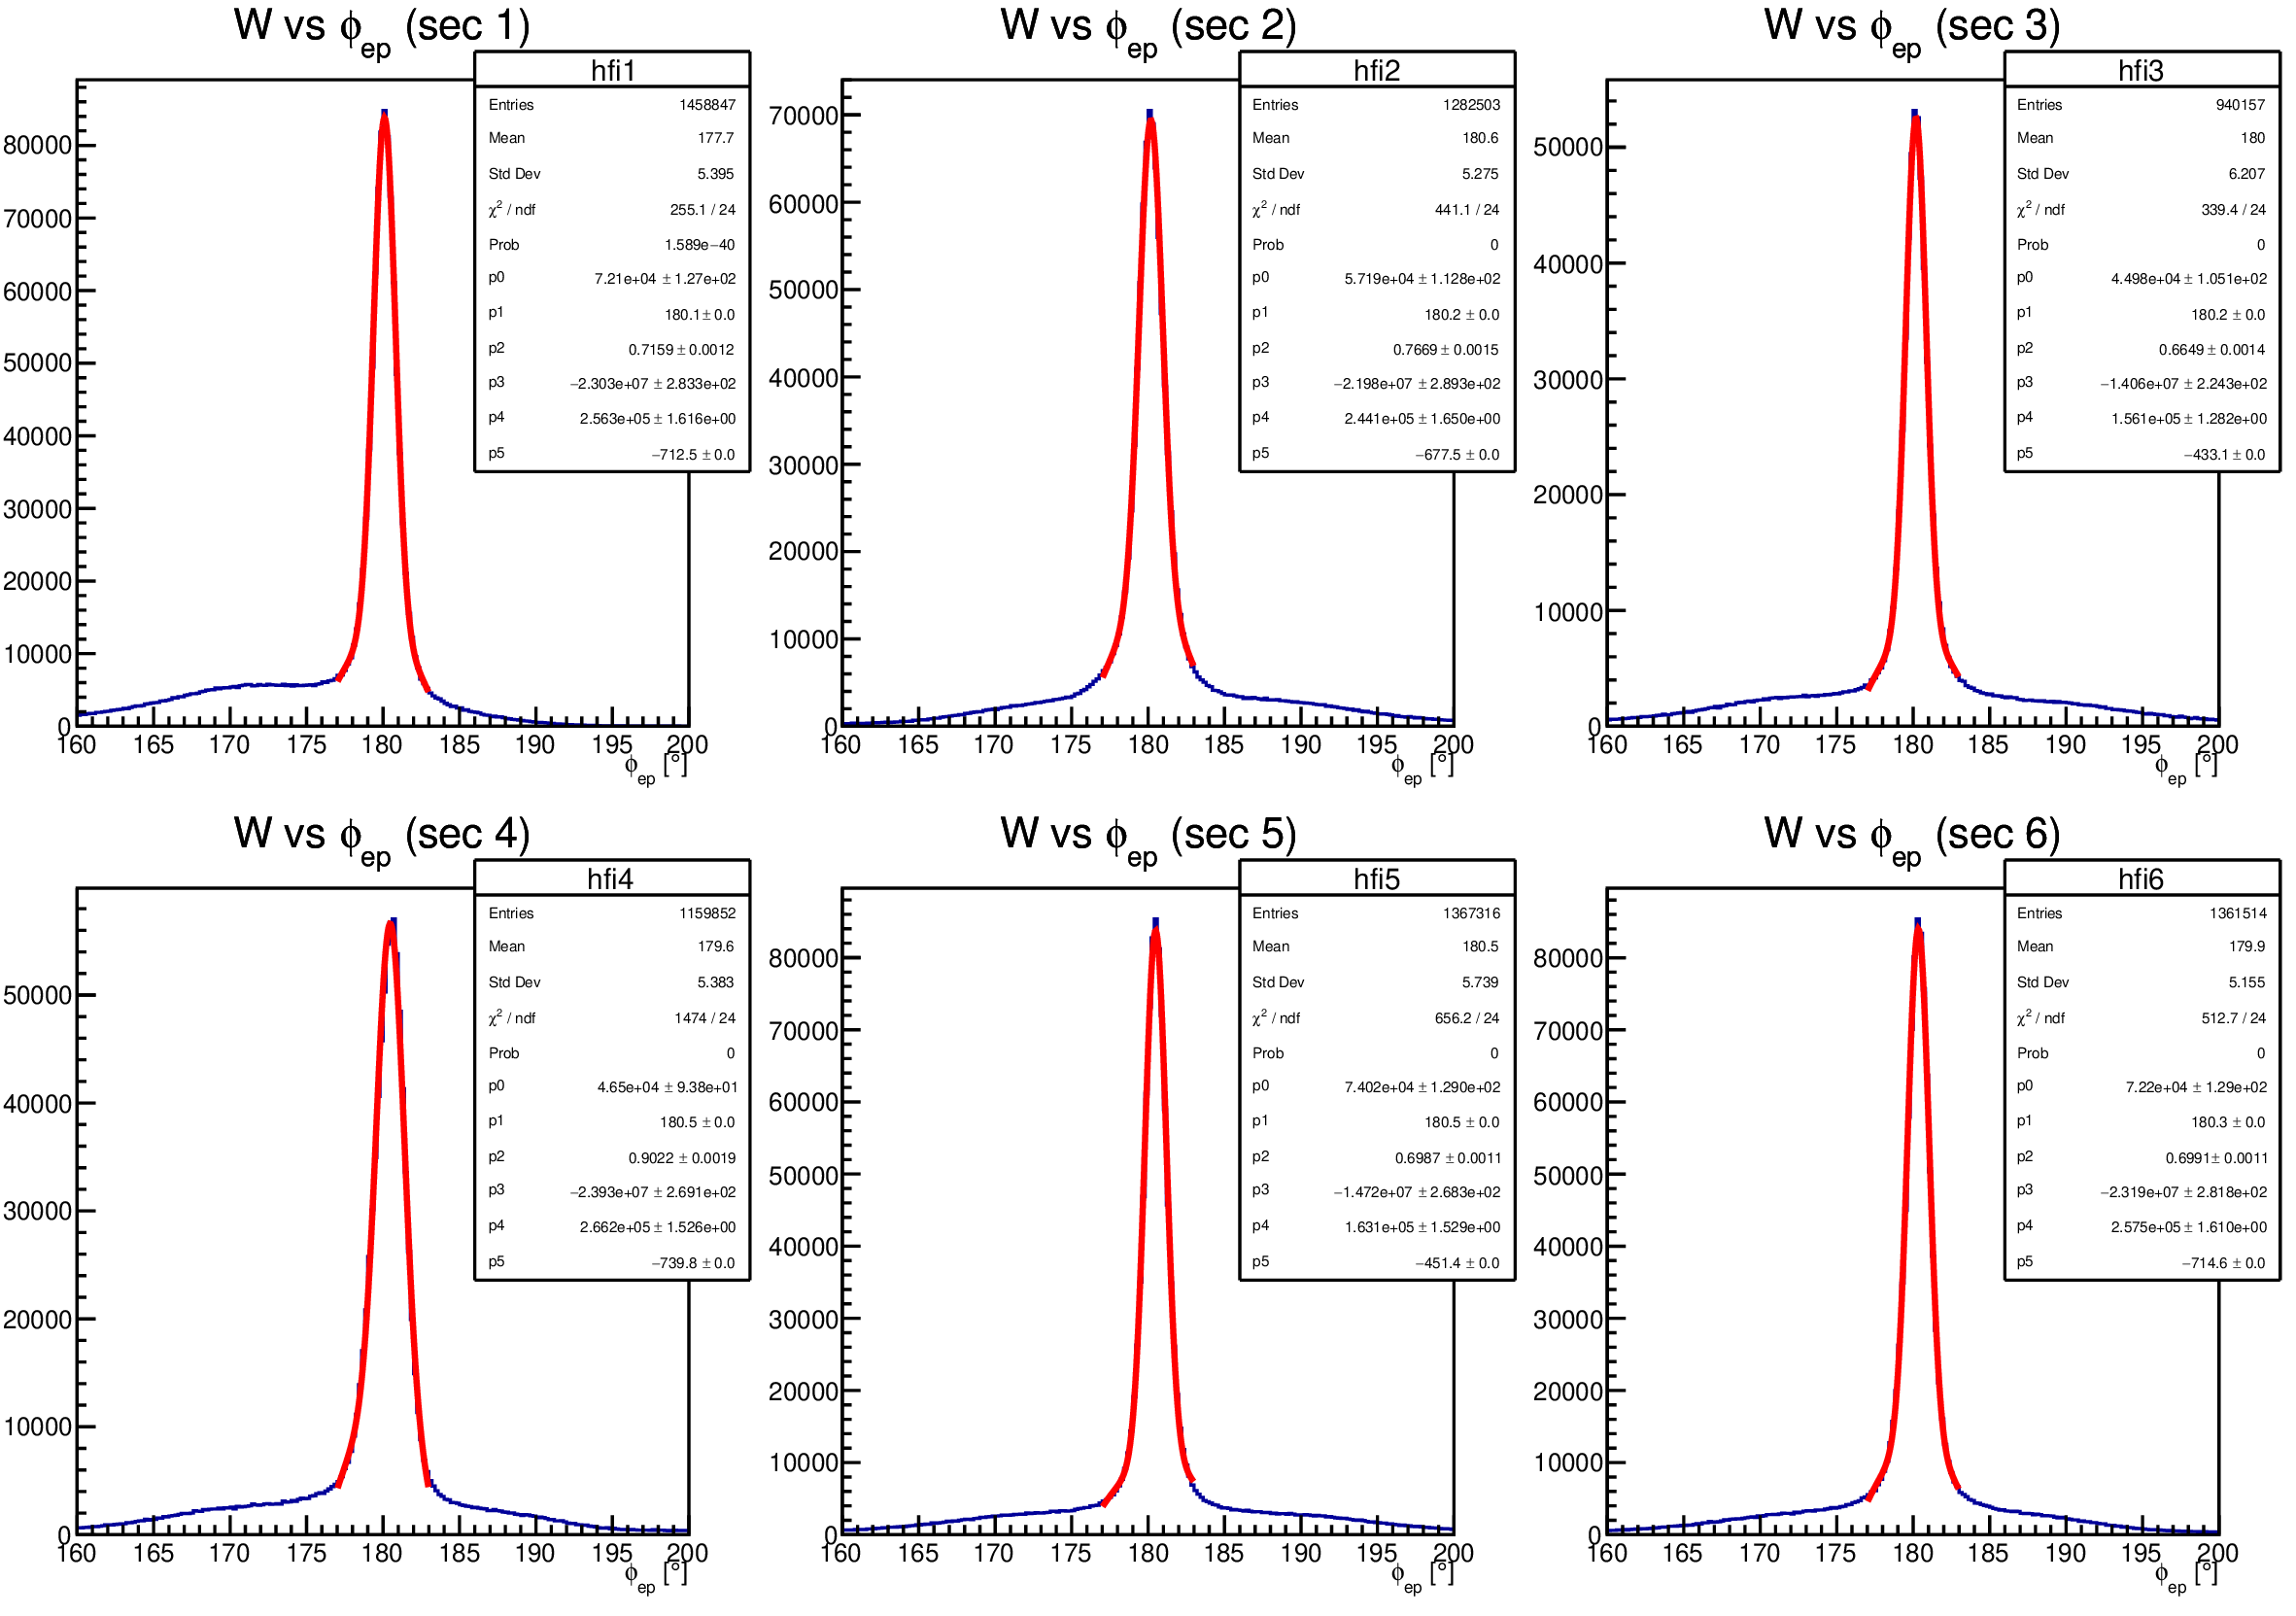 W vs ϕep (sec 1)
hfi1
Entries 1458847
Mean 177.7
Std Dev 5.395
χ² / ndf 255.1 / 24
Prob 1.589e−40
p0 7.21e+04 ± 1.27e+02
p1 180.1 ± 0.0
p2 0.7159 ± 0.0012
p3 −2.303e+07 ± 2.833e+02
p4 2.563e+05 ± 1.616e+00
p5 −712.5 ± 0.0
80000
70000
60000
50000
40000
30000
20000
10000
0
160 165 170 175 180 185 190 195 200
ϕep [°]
W vs ϕep (sec 2)
hfi2
Entries 1282503
Mean 180.6
Std Dev 5.275
χ² / ndf 441.1 / 24
Prob 0
p0 5.719e+04 ± 1.128e+02
p1 180.2 ± 0.0
p2 0.7669 ± 0.0015
p3 −2.198e+07 ± 2.893e+02
p4 2.441e+05 ± 1.650e+00
p5 −677.5 ± 0.0
70000
60000
50000
40000
30000
20000
10000
0
160 165 170 175 180 185 190 195 200
ϕep [°]
W vs ϕep (sec 3)
hfi3
Entries 940157
Mean 180
Std Dev 6.207
χ² / ndf 339.4 / 24
Prob 0
p0 4.498e+04 ± 1.051e+02
p1 180.2 ± 0.0
p2 0.6649 ± 0.0014
p3 −1.406e+07 ± 2.243e+02
p4 1.561e+05 ± 1.282e+00
p5 −433.1 ± 0.0
50000
40000
30000
20000
10000
0
160 165 170 175 180 185 190 195 200
ϕep [°]
W vs ϕep (sec 4)
hfi4
Entries 1159852
Mean 179.6
Std Dev 5.383
χ² / ndf 1474 / 24
Prob 0
p0 4.65e+04 ± 9.38e+01
p1 180.5 ± 0.0
p2 0.9022 ± 0.0019
p3 −2.393e+07 ± 2.691e+02
p4 2.662e+05 ± 1.526e+00
p5 −739.8 ± 0.0
50000
40000
30000
20000
10000
0
160 165 170 175 180 185 190 195 200
ϕep [°]
W vs ϕep (sec 5)
hfi5
Entries 1367316
Mean 180.5
Std Dev 5.739
χ² / ndf 656.2 / 24
Prob 0
p0 7.402e+04 ± 1.290e+02
p1 180.5 ± 0.0
p2 0.6987 ± 0.0011
p3 −1.472e+07 ± 2.683e+02
p4 1.631e+05 ± 1.529e+00
p5 −451.4 ± 0.0
80000
70000
60000
50000
40000
30000
20000
10000
0
160 165 170 175 180 185 190 195 200
ϕep [°]
W vs ϕep (sec 6)
hfi6
Entries 1361514
Mean 179.9
Std Dev 5.155
χ² / ndf 512.7 / 24
Prob 0
p0 7.22e+04 ± 1.29e+02
p1 180.3 ± 0.0
p2 0.6991 ± 0.0011
p3 −2.319e+07 ± 2.818e+02
p4 2.575e+05 ± 1.610e+00
p5 −714.6 ± 0.0
80000
70000
60000
50000
40000
30000
20000
10000
0
160 165 170 175 180 185 190 195 200
ϕep [°]